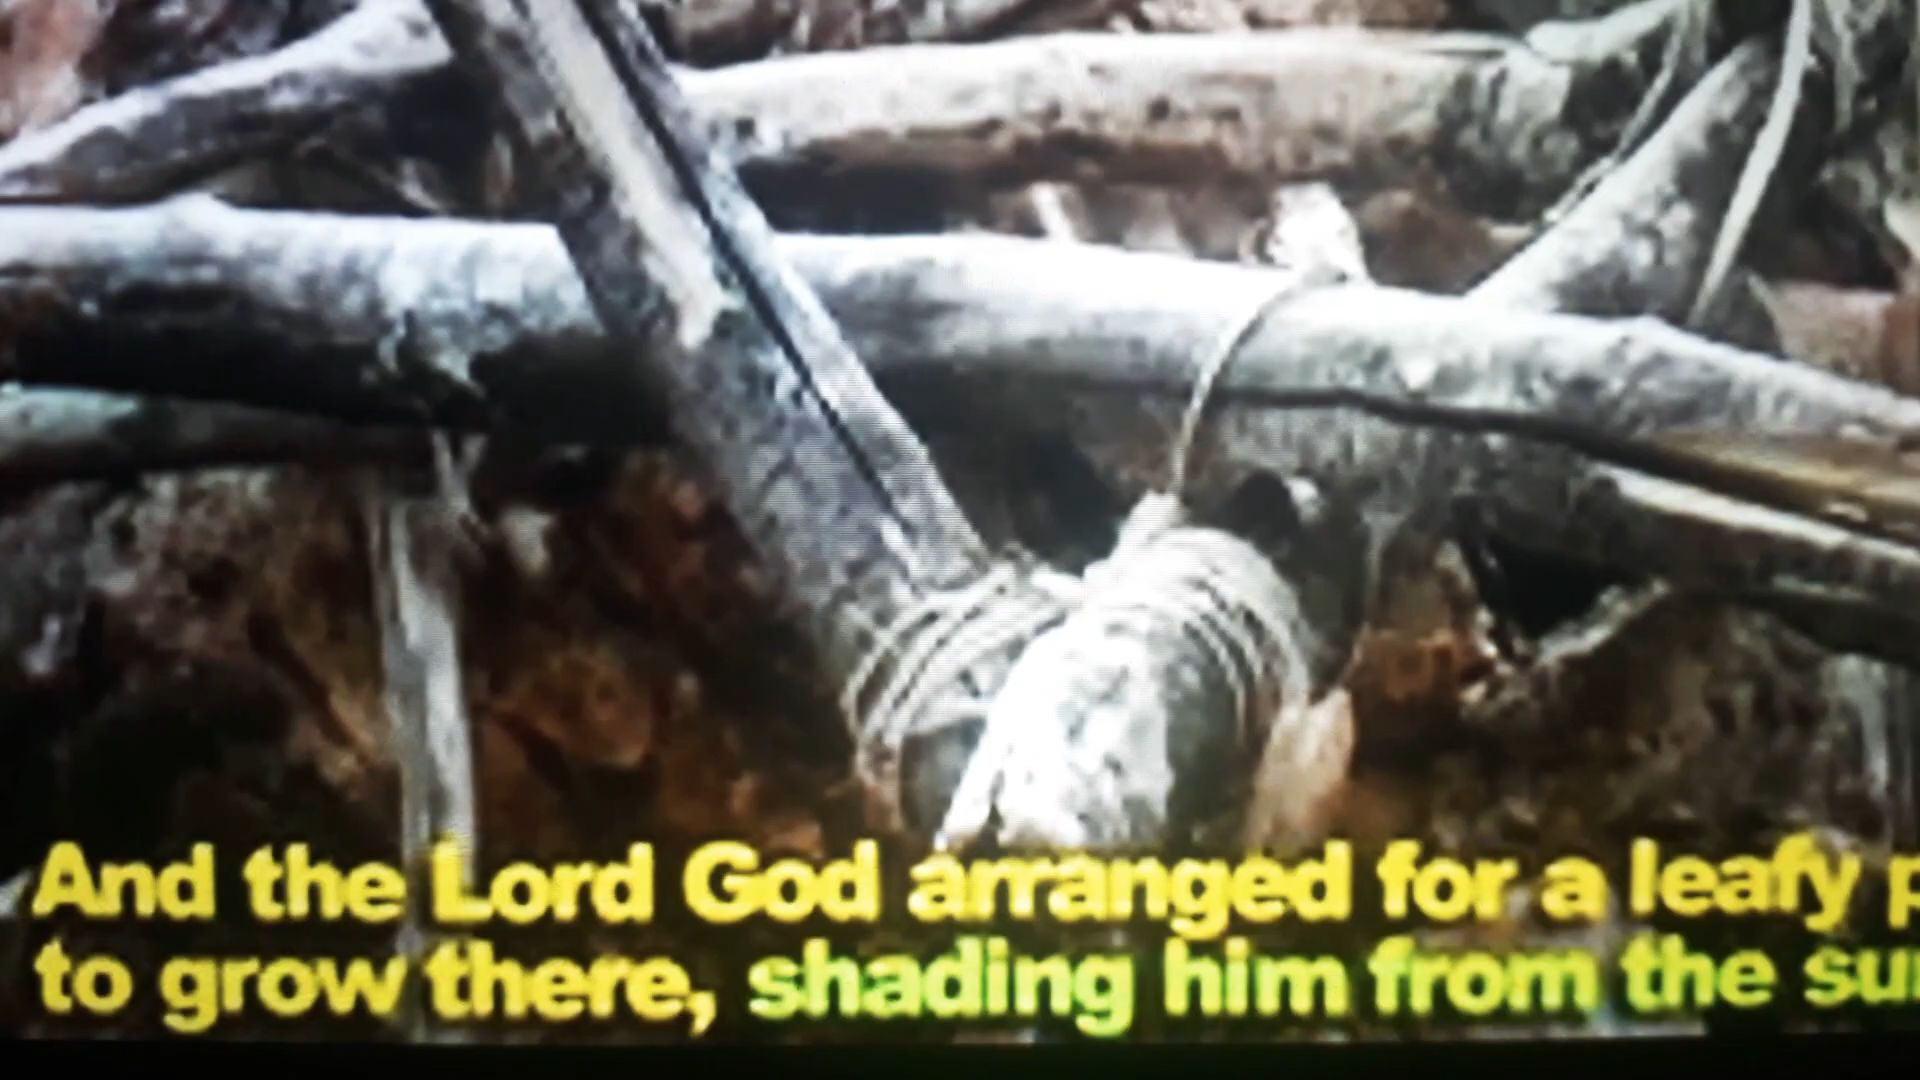 And the Lord God arranged for a leafy
to grow there, shading him from the